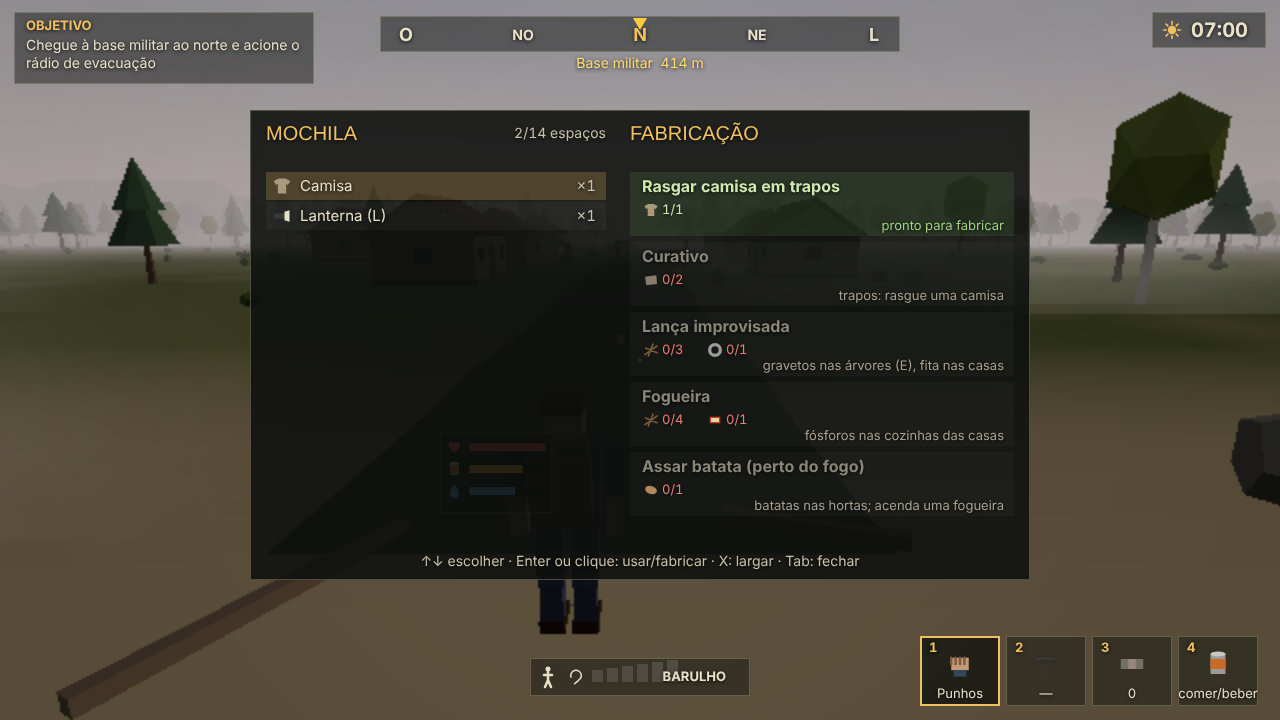 OBJETIVO
Chegue à base militar ao norte e acione o
rádio de evacuação
O NO N NE L
Base militar 414 m
07:00
MOCHILA 2/14 espaços
Camisa ×1
Lanterna (L) ×1
FABRICAÇÃO
Rasgar camisa em trapos
1/1
pronto para fabricar
Curativo
0/2
trapos: rasgue uma camisa
Lança improvisada
0/3 0/1
gravetos nas árvores (E), fita nas casas
Fogueira
0/4 0/1
fósforos nas cozinhas das casas
Assar batata (perto do fogo)
0/1
batatas nas hortas; acenda uma fogueira
↑↓ escolher · Enter ou clique: usar/fabricar · X: largar · Tab: fechar
BARULHO
1 2 3 4
Punhos — 0 comer/beber